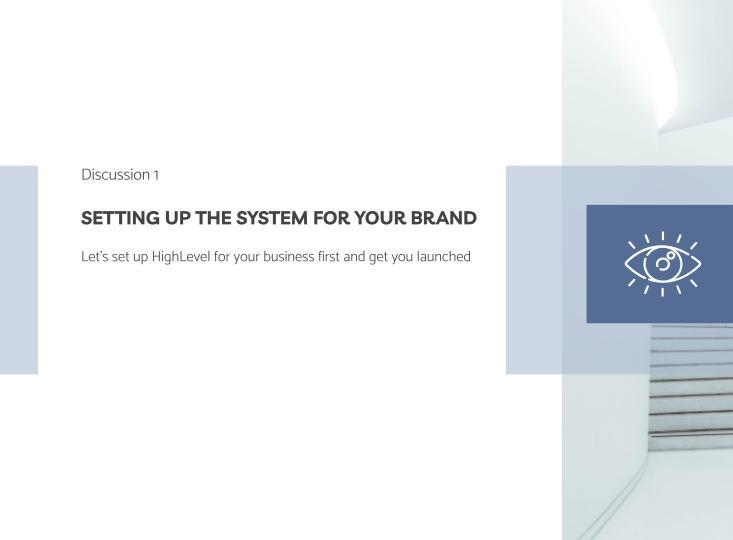 Discussion 1
SETTING UP THE SYSTEM FOR YOUR BRAND
Let's set up HighLevel for your business first and get you launched